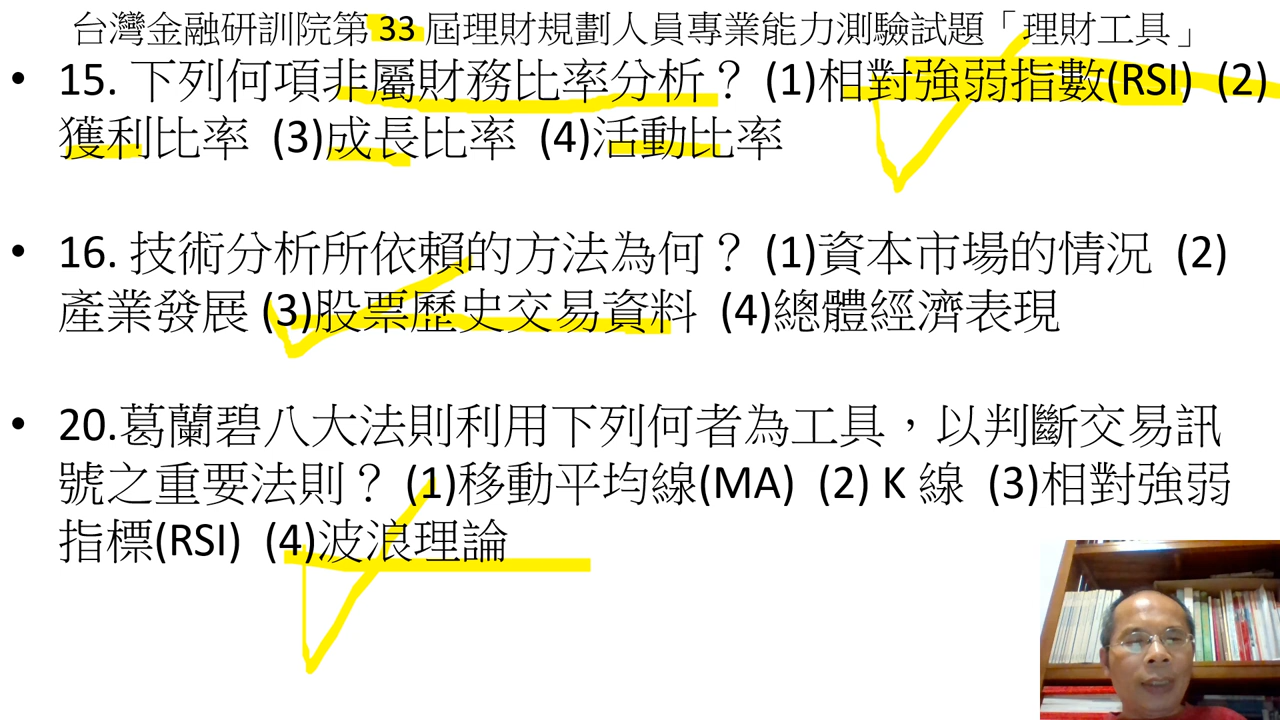 台灣金融研訓院第 33 屆理財規劃人員專業能力測驗試題「理財工具」
• 15. 下列何項非屬財務比率分析？ (1)相對強弱指數(RSI) (2)
獲利比率 (3)成長比率 (4)活動比率
• 16. 技術分析所依賴的方法為何？ (1)資本市場的情況 (2)
產業發展 (3)股票歷史交易資料 (4)總體經濟表現
• 20.葛蘭碧八大法則利用下列何者為工具，以判斷交易訊
號之重要法則？ (1)移動平均線(MA) (2) K 線 (3)相對強弱
指標(RSI) (4)波浪理論